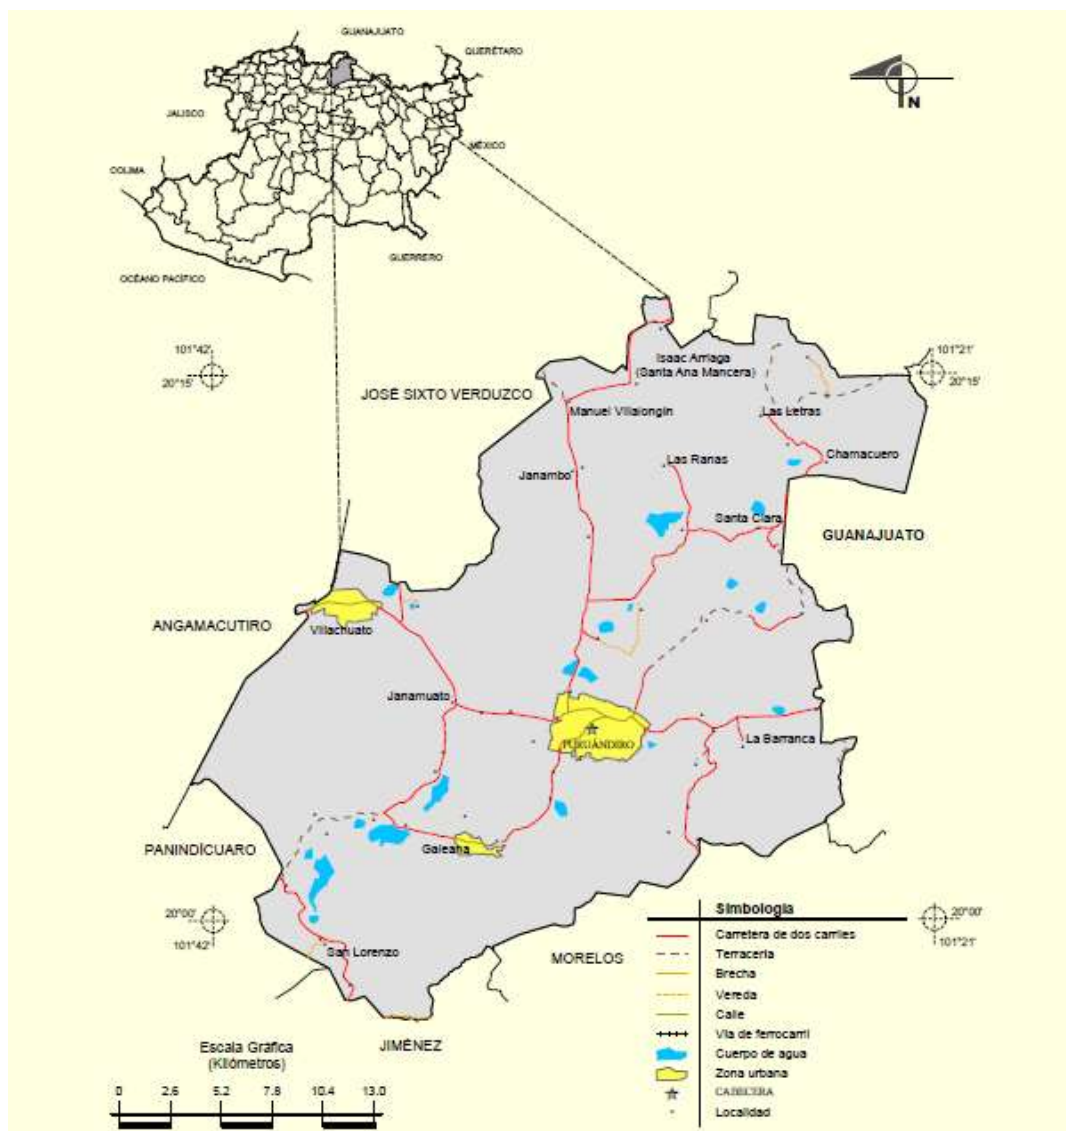 GUANAJUATO
QUERÉTARO
JALISCO
MÉXICO
COLIMA
GUERRERO
OCÉANO PACÍFICO
N
101°42'
20°15'
101°21'
20°15'
Isaac Arriaga
(Santa Ana Mancera)
JOSÉ SIXTO VERDUZCO
Manuel Villalongín
Las Letras
Chamacuero
Las Ranas
Janambo
Santa Clara
GUANAJUATO
ANGAMACUTIRO
Villachuato
Janamuato
PURUÁNDIRO
La Barranca
PANINDÍCUARO
Galeana
20°00'
101°42'
20°00'
101°21'
San Lorenzo
MORELOS
JIMÉNEZ
Simbología
Carretera de dos carriles
Terracería
Brecha
Vereda
Calle
Vía de ferrocarril
Cuerpo de agua
Zona urbana
CABECERA
Localidad
Escala Gráfica
(Kilómetros)
0 2.6 5.2 7.8 10.4 13.0